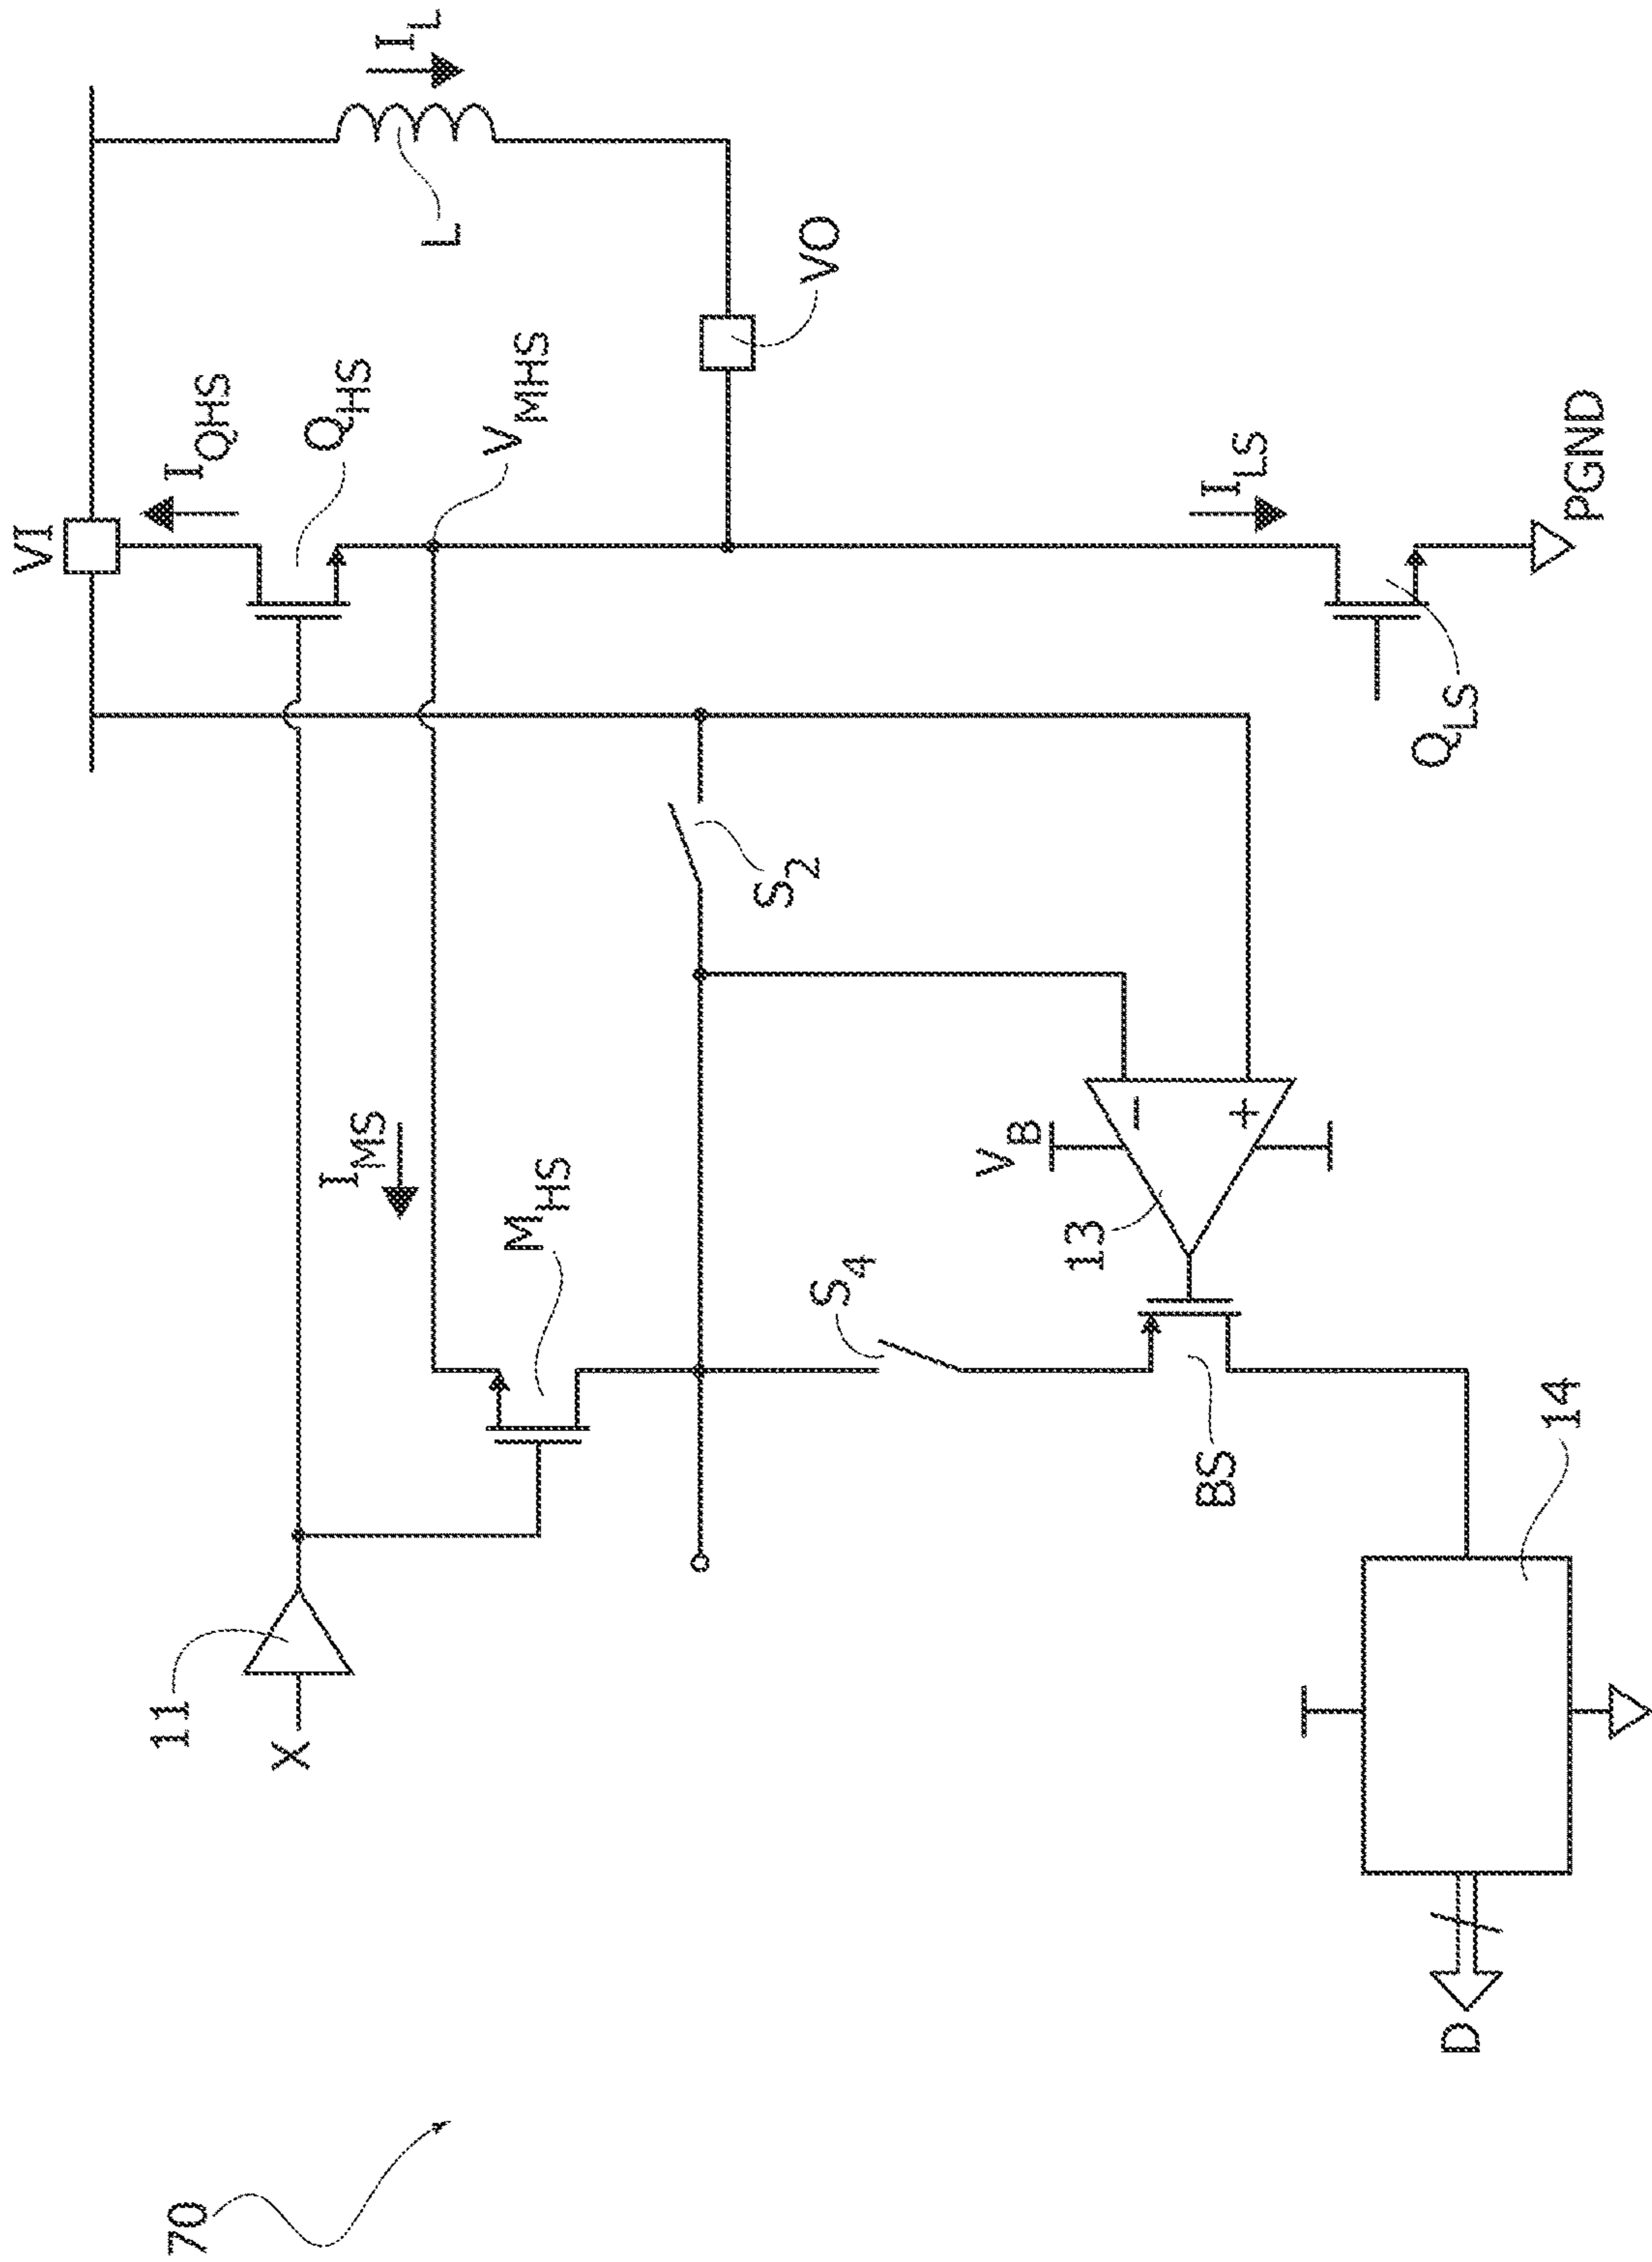 VI
I_L
I_QHS
Q_HS
L
V_MHS
VO
I_LS
PGND
Q_LS
S_2
I_MS
M_HS
V_B
−
+
13
S_4
BS
11
X
14
D
70